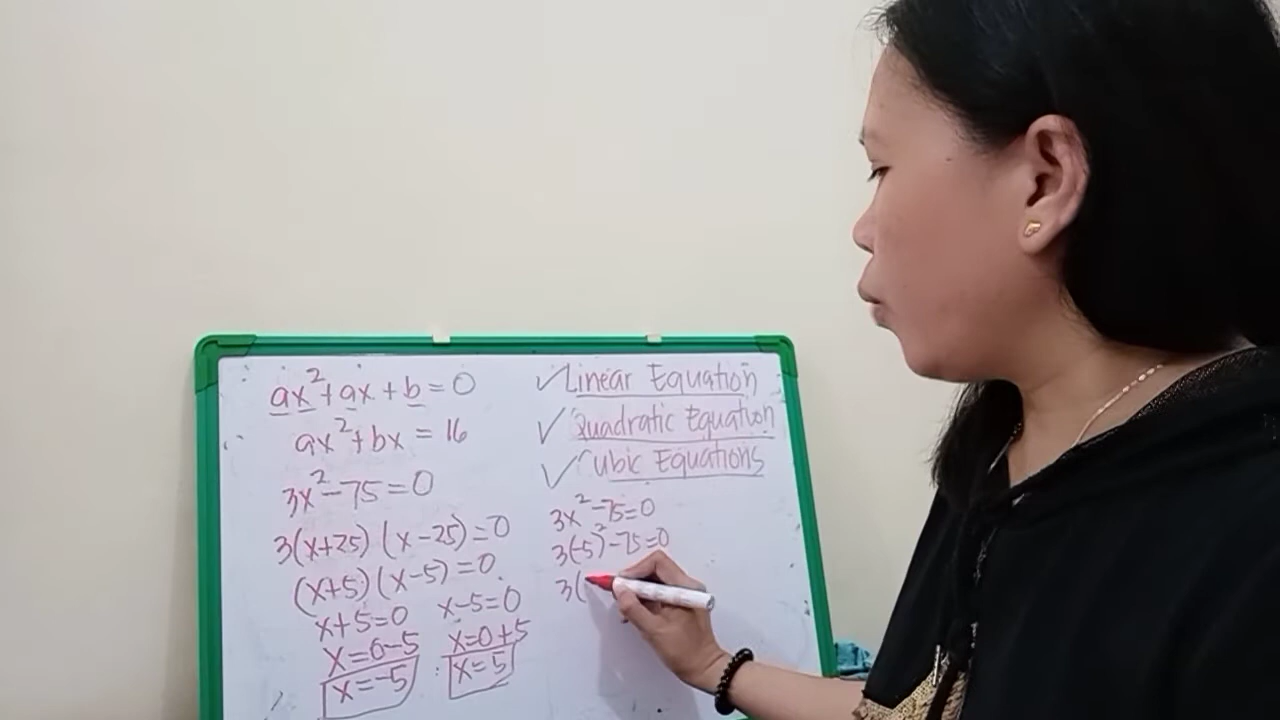 ax²+ax+b=0
ax²+bx=16
3x²-75=0
3(x+25)(x-25)=0
(x+5)(x-5)=0
x+5=0 x-5=0
x=0-5 x=0+5
x=-5 x=5
✓Linear Equation
✓Quadratic Equation
✓Cubic Equations
3x²-75=0
3(-5)²-75=0
3(